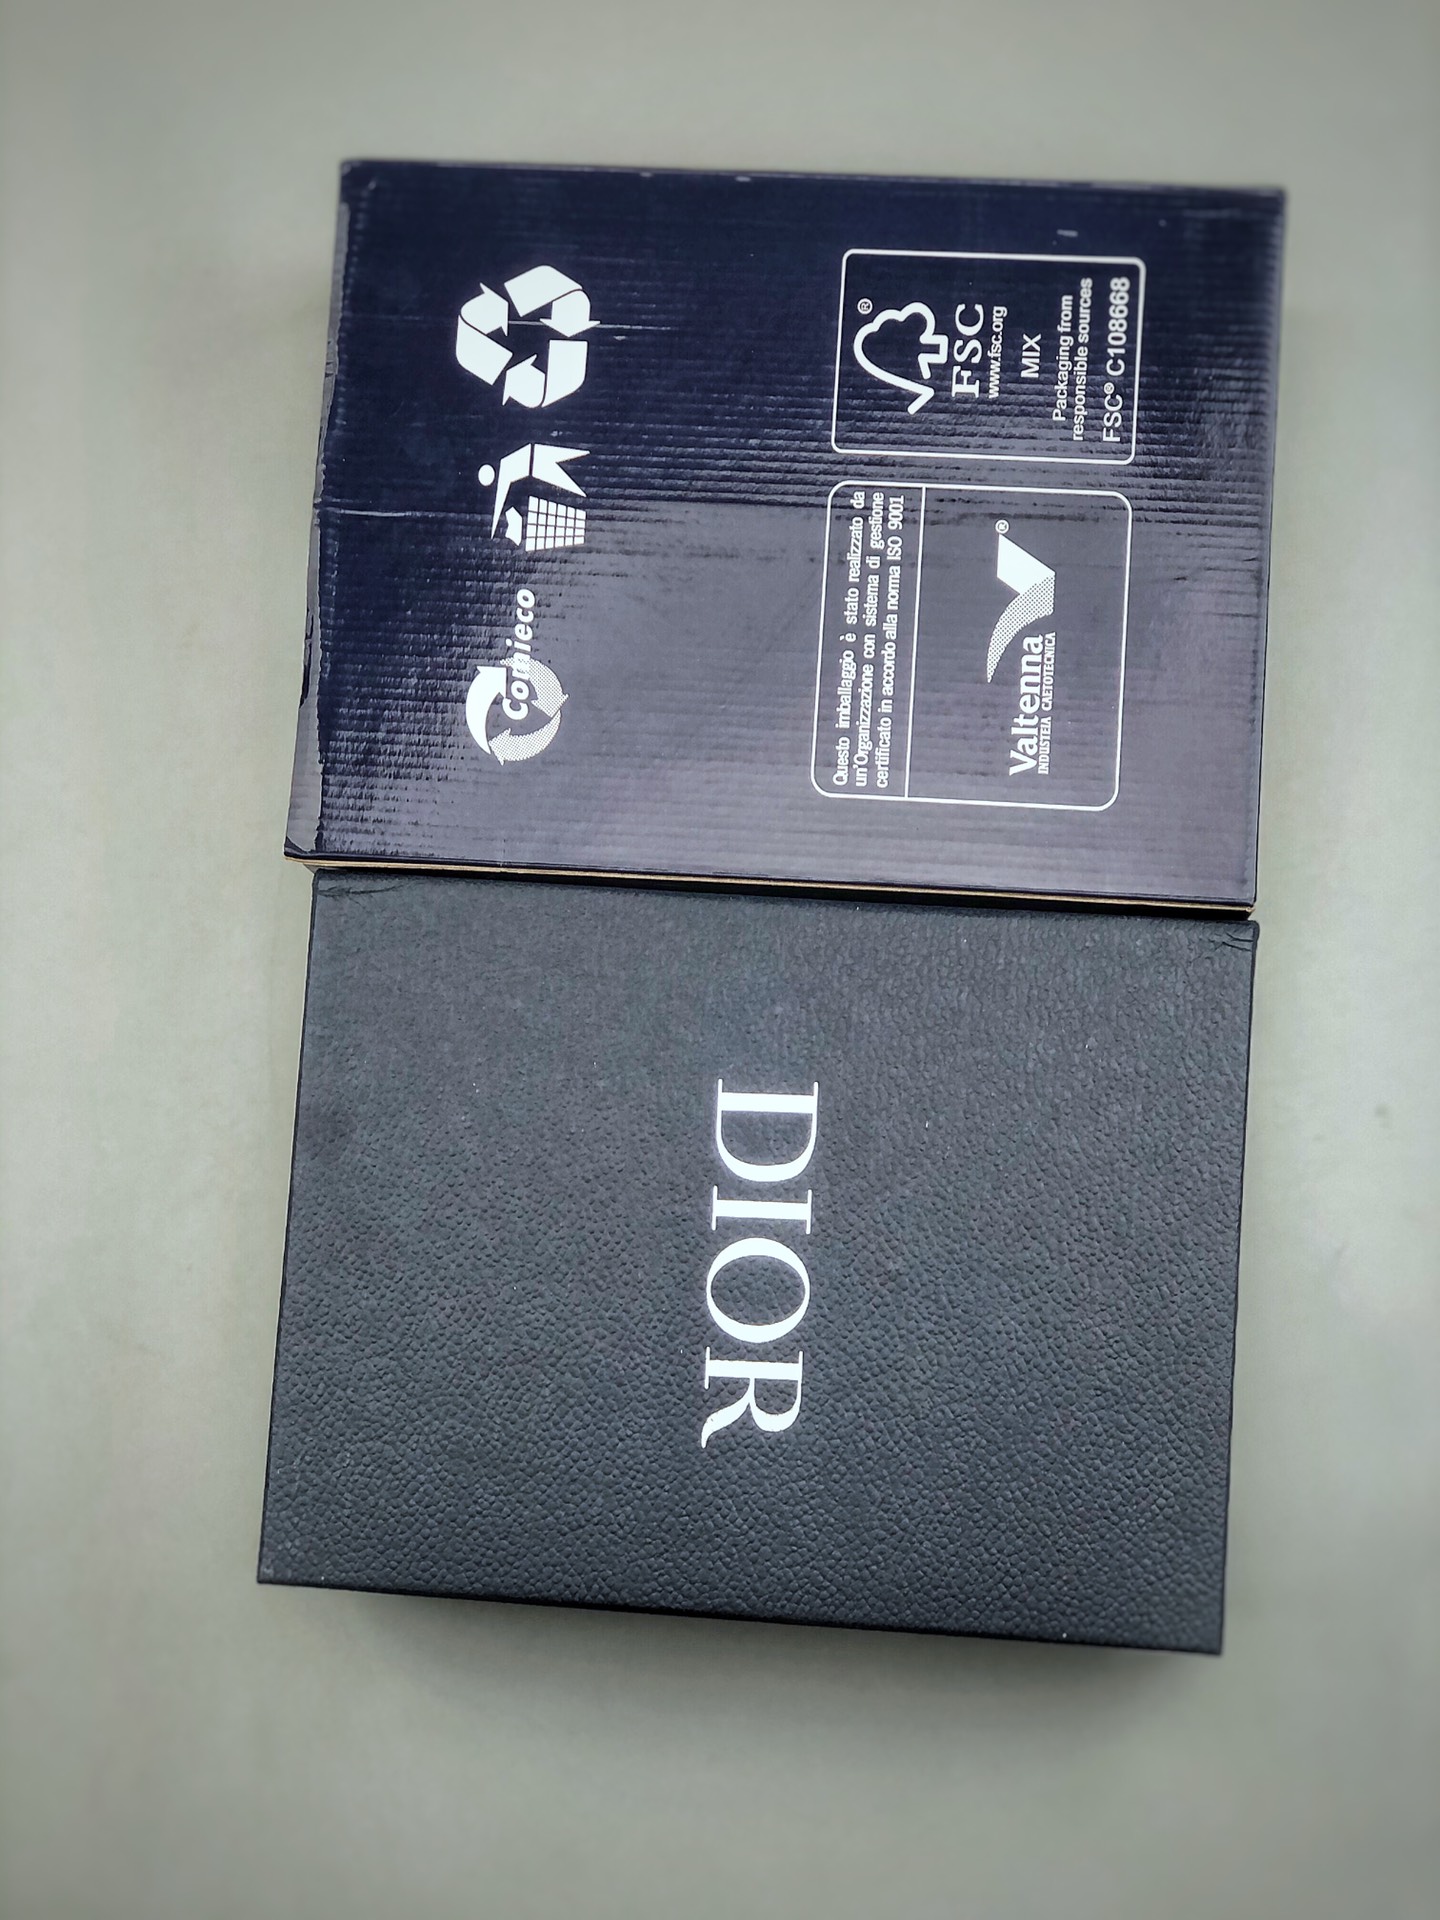 Comieco
Questo imballaggio è stato realizzato da
un'Organizzazione con sistema di gestione
certificato in accordo alla norma ISO 9001
Valtenna®
INDUSTRIA CARTOTECNICA
®
FSC
www.fsc.org
MIX
Packaging from
responsible sources
FSC® C108668
DIOR